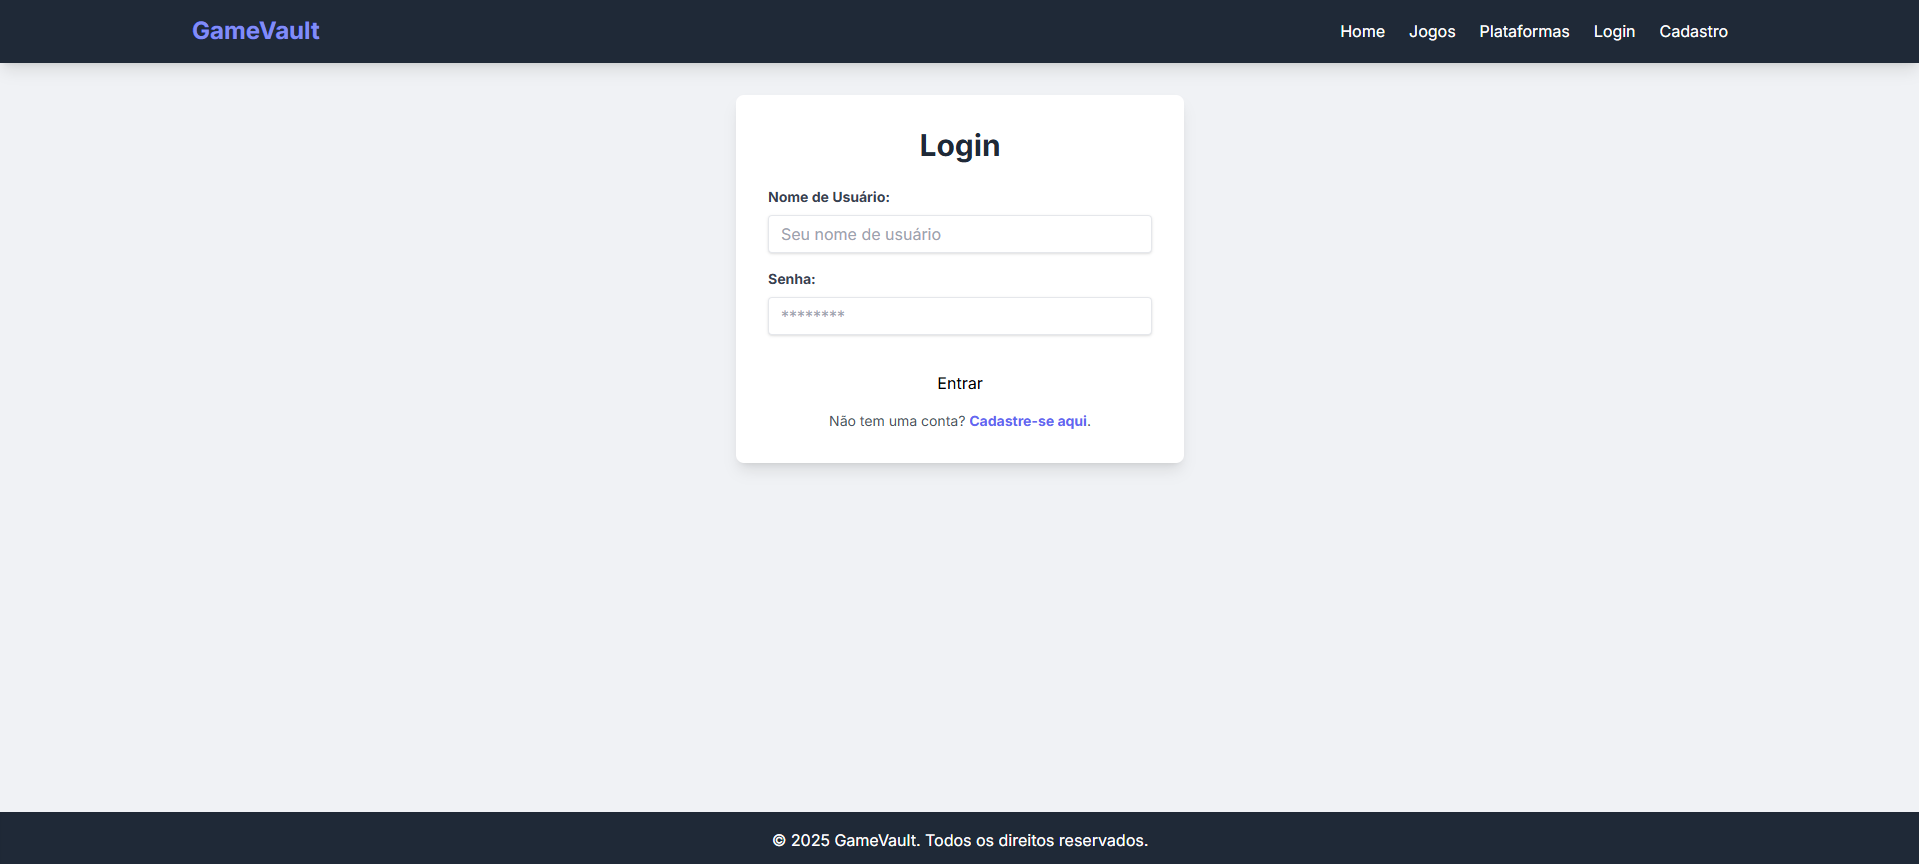 GameVault
Home Jogos Plataformas Login Cadastro
Login
Nome de Usuário:
Seu nome de usuário
Senha:
********
Entrar
Não tem uma conta? Cadastre-se aqui.
© 2025 GameVault. Todos os direitos reservados.